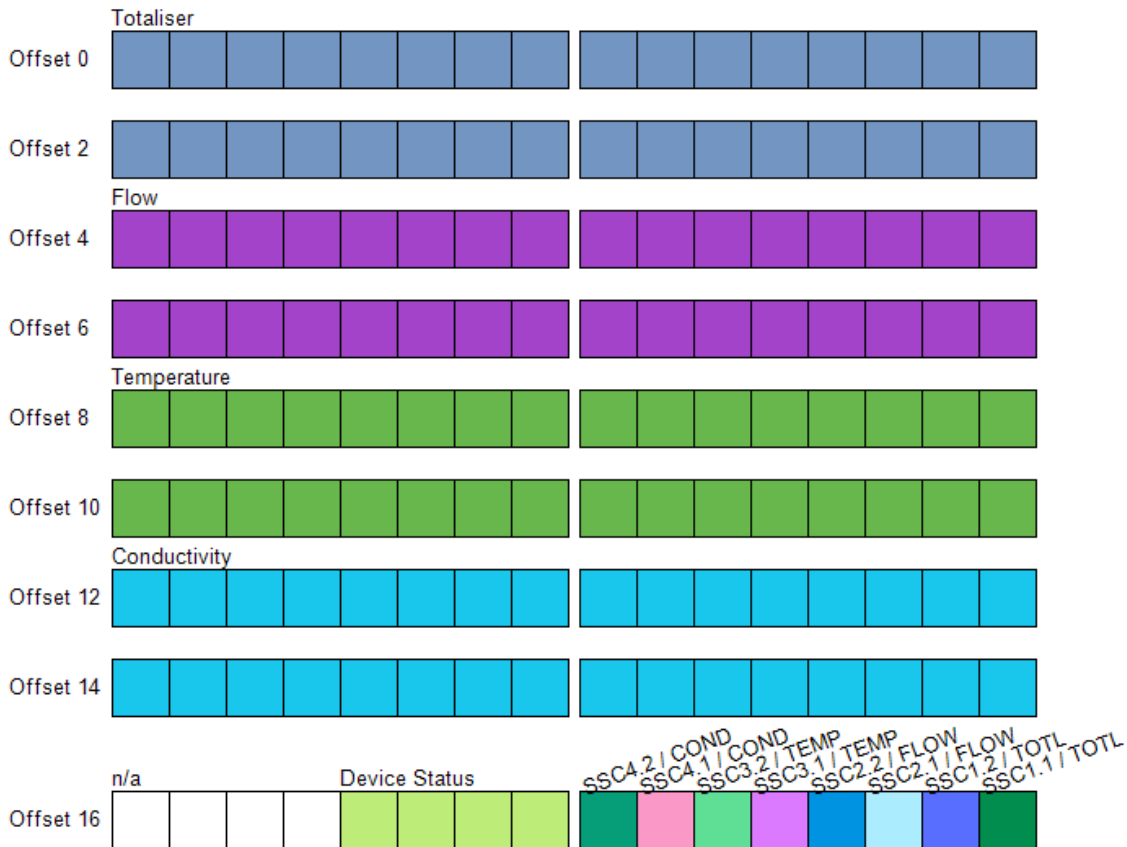 Totaliser
Offset 0
Offset 2
Flow
Offset 4
Offset 6
Temperature
Offset 8
Offset 10
Conductivity
Offset 12
Offset 14
n/a Device Status SSC4.2 / COND SSC4.1 / COND SSC3.2 / TEMP SSC3.1 / TEMP SSC2.2 / FLOW SSC2.1 / FLOW SSC1.2 / TOTL SSC1.1 / TOTL
Offset 16